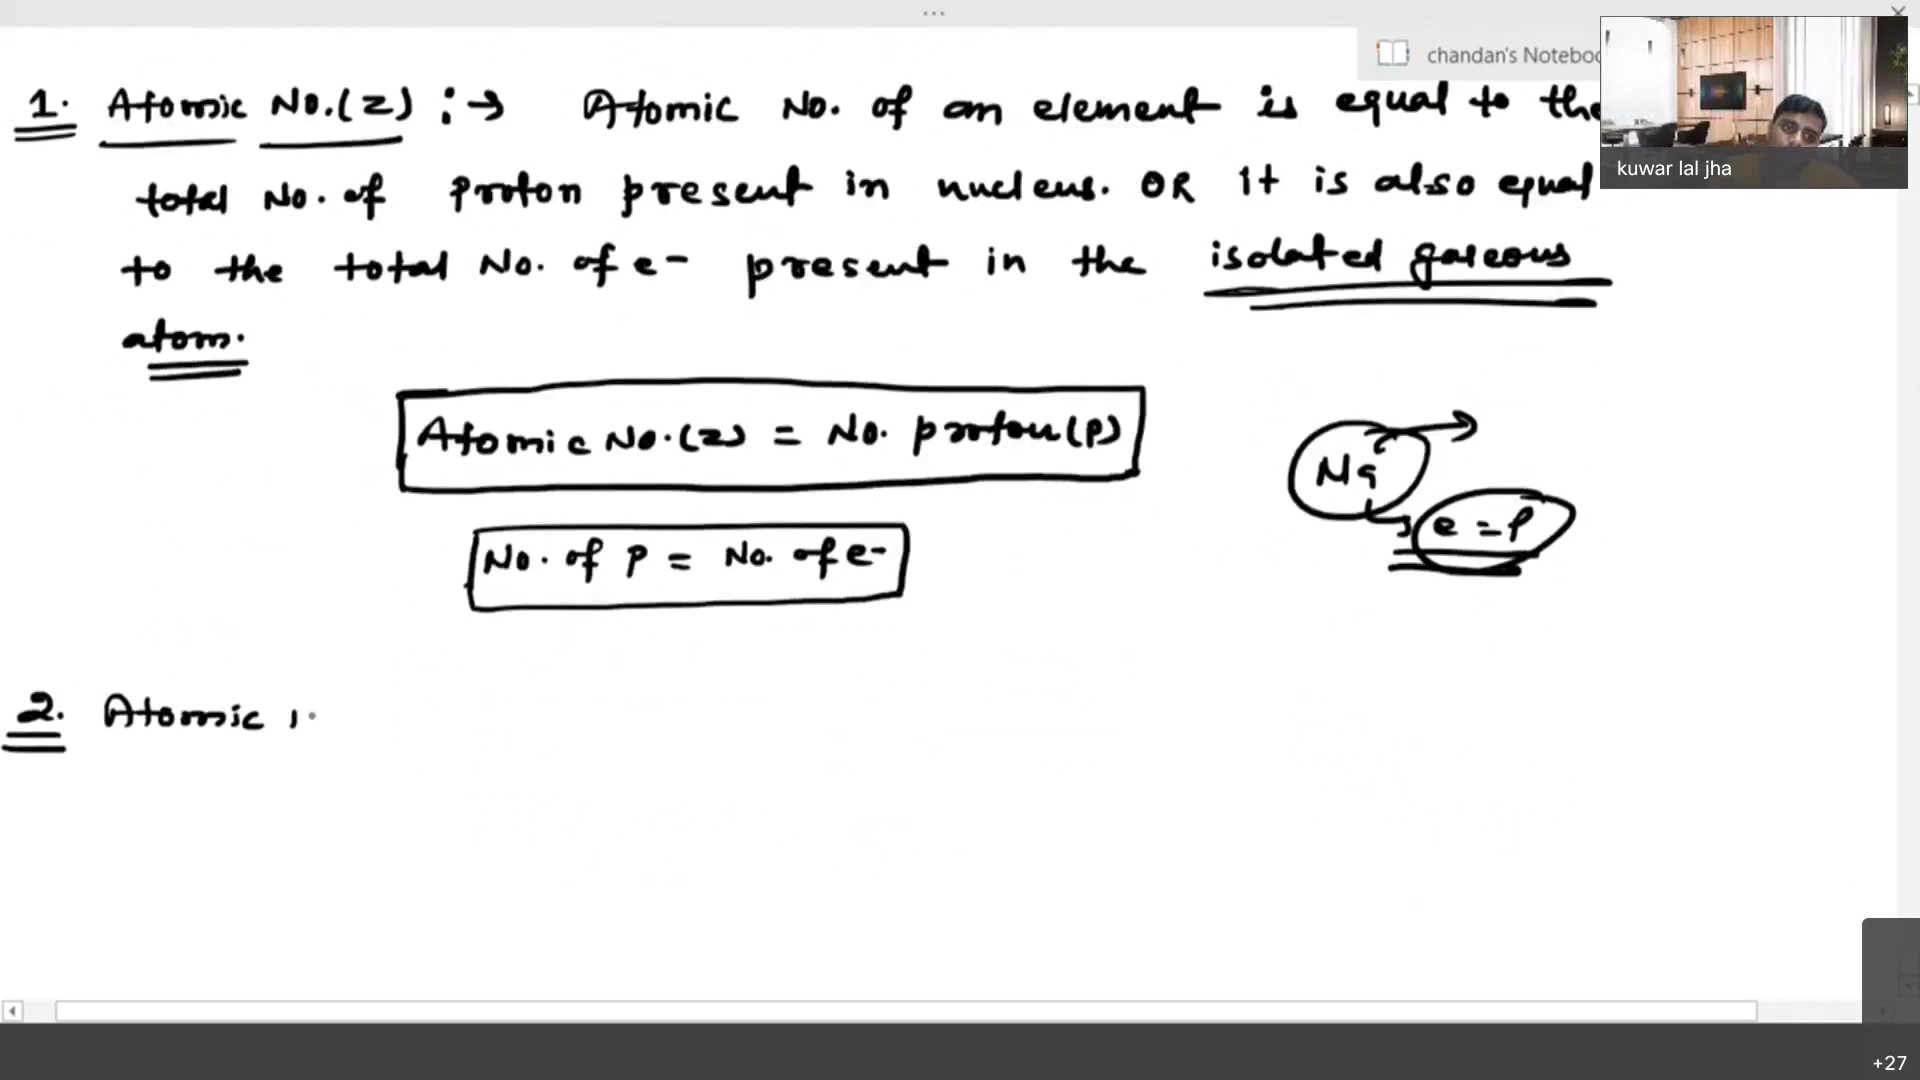 ...
chandan's Noteboo
1. Atomic No.(z) :→ Atomic No. of an element is equal to the
total No. of proton present in nucleus. OR it is also equal
to the total No. of e- present in the isolated gaseous
atom.
Atomic No.(z) = No. proton(p)
Na
e = p
No. of p = No. of e-
2. Atomic
kuwar lal jha
+27